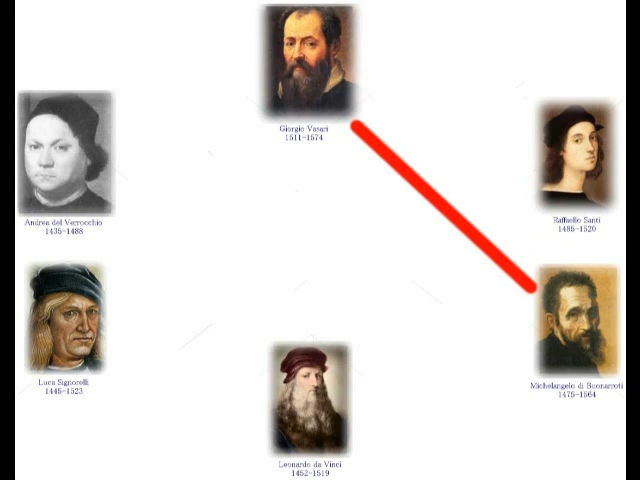 Giorgio Vasari
1511-1574
Andrea del Verrocchio
1435-1488
Raffaello Santi
1485-1520
Luca Signorelli
1445-1523
Michelangelo di Buonarroti
1475-1564
Leonardo da Vinci
1452-1519